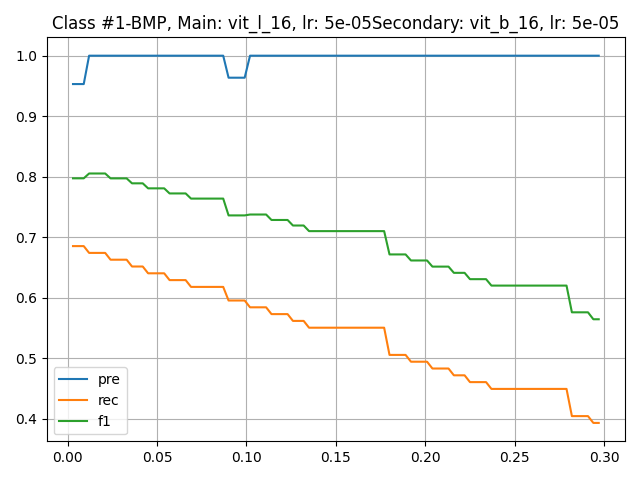 Class #1-BMP, Main: vit_l_16, lr: 5e-05Secondary: vit_b_16, lr: 5e-05
1.0
0.9
0.8
0.7
0.6
0.5
0.4
pre
rec
f1
0.00 0.05 0.10 0.15 0.20 0.25 0.30